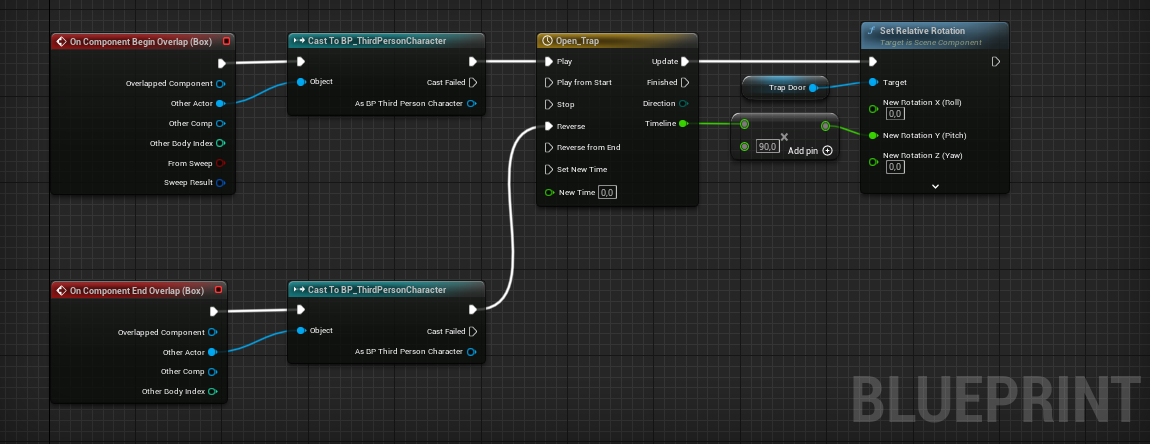 On Component Begin Overlap (Box)
Overlapped Component
Other Actor
Other Comp
Other Body Index
From Sweep
Sweep Result
Cast To BP_ThirdPersonCharacter
Object
Cast Failed
As BP Third Person Character
Open_Trap
Play
Update
Play from Start
Finished
Stop
Direction
Reverse
Timeline
Reverse from End
Set New Time
New Time 0,0
Trap Door
90,0
Add pin
f Set Relative Rotation
Target is Scene Component
Target
New Rotation X (Roll)
0,0
New Rotation Y (Pitch)
New Rotation Z (Yaw)
0,0
On Component End Overlap (Box)
Overlapped Component
Other Actor
Other Comp
Other Body Index
Cast To BP_ThirdPersonCharacter
Object
Cast Failed
As BP Third Person Character
BLUEPRINT